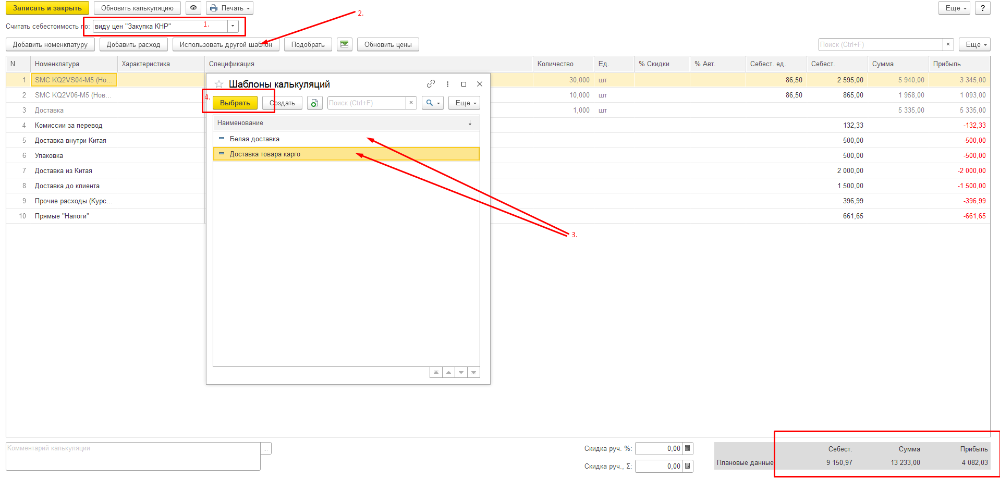 Записать и закрыть Обновить калькуляцию Печать Еще ?
2.
Считать себестоимость по: виду цен "Закупка КНР" 1.
Добавить номенклатуру Добавить расход Использовать другой шаблон Подобрать Обновить цены Поиск (Ctrl+F) × Еще
N Номенклатура Характеристика Спецификация Количество Ед. % Скидки % Авт. Себест. ед. Себест. Сумма Прибыль
1 SMC KQ2VS04-M5 (Но... 30,000 шт 86,50 2 595,00 5 940,00 3 345,00
2 SMC KQ2V06-M5 (Нов... 10,000 шт 86,50 865,00 1 958,00 1 093,00
3 Доставка 1,000 шт 5 335,00 5 335,00
4 Комиссии за перевод 132,33 -132,33
5 Доставка внутри Китая 500,00 -500,00
6 Упаковка 500,00 -500,00
7 Доставка из Китая 2 000,00 -2 000,00
8 Доставка до клиента 1 500,00 -1 500,00
9 Прочие расходы (Курс... 396,99 -396,99
10 Прямые "Налоги" 661,65 -661,65
Шаблоны калькуляций
4. Выбрать Создать Поиск (Ctrl+F) × Еще
Наименование
Белая доставка
Доставка товара карго
3.
Комментарий калькуляции ...
Скидка руч. %: 0,00
Скидка руч., Σ: 0,00
Себест. Сумма Прибыль
Плановые данные 9 150,97 13 233,00 4 082,03